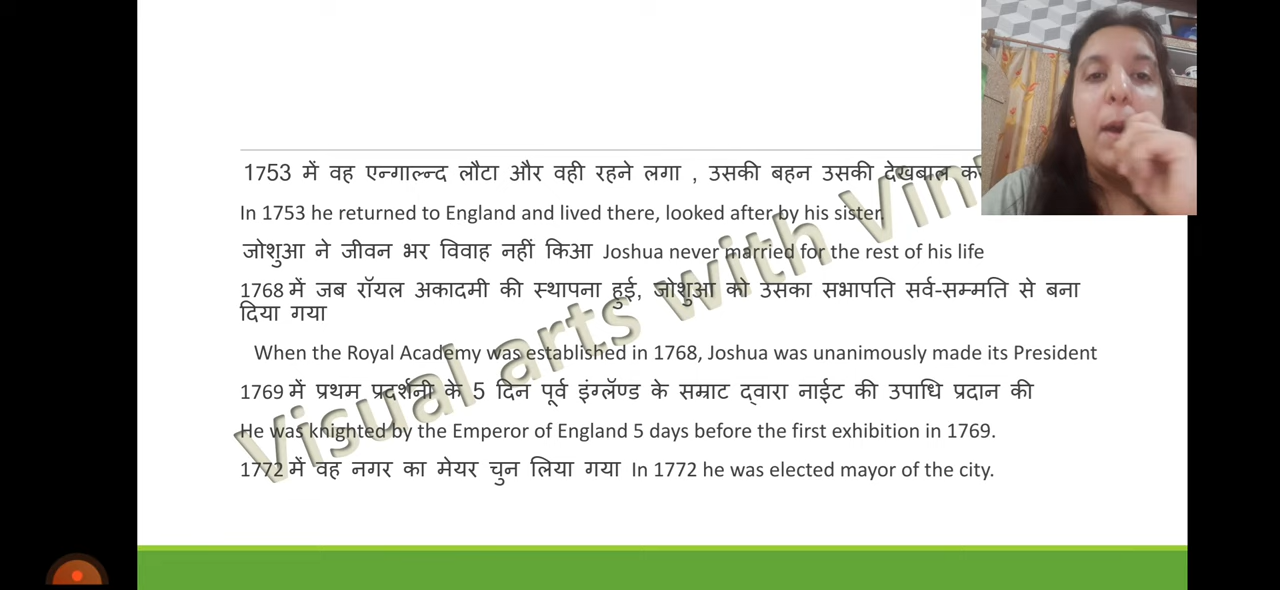 1753 में वह एन्गाल्न्द लौटा और वही रहने लगा , उसकी बहन उसकी देखबाल
In 1753 he returned to England and lived there, looked after by his sister.
जोशुआ ने जीवन भर विवाह नहीं किआ Joshua never married for the rest of his life
1768 में जब रॉयल अकादमी की स्थापना हुई, जोशुआ को उसका सभापति सर्व-सम्मति से बना
दिया गया
When the Royal Academy was established in 1768, Joshua was unanimously made its President
1769 में प्रथम प्रदर्शनी के 5 दिन पूर्व इंग्लॅण्ड के सम्राट द्वारा नाईट की उपाधि प्रदान की
He was knighted by the Emperor of England 5 days before the first exhibition in 1769.
1772 में वह नगर का मेयर चुन लिया गया In 1772 he was elected mayor of the city.
Visual arts with